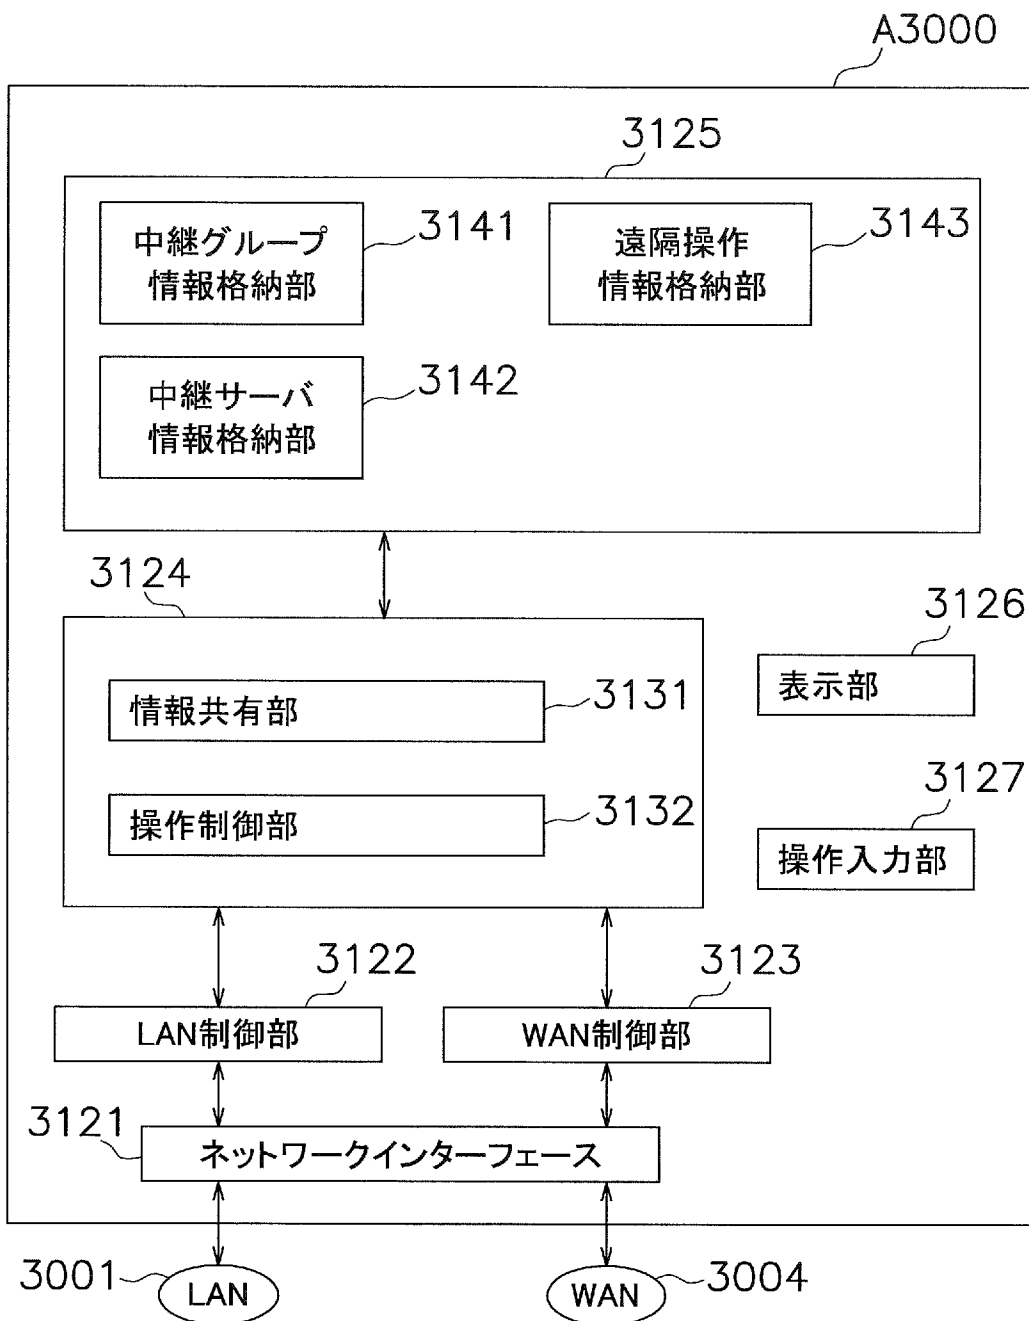 A3000
3125
中継グループ
情報格納部
3141
遠隔操作
情報格納部
3143
中継サーバ
情報格納部
3142
3124
3126
表示部
情報共有部
3131
3127
操作制御部
3132
操作入力部
3122
3123
LAN制御部
WAN制御部
3121
ネットワークインターフェース
3001
LAN
WAN
3004